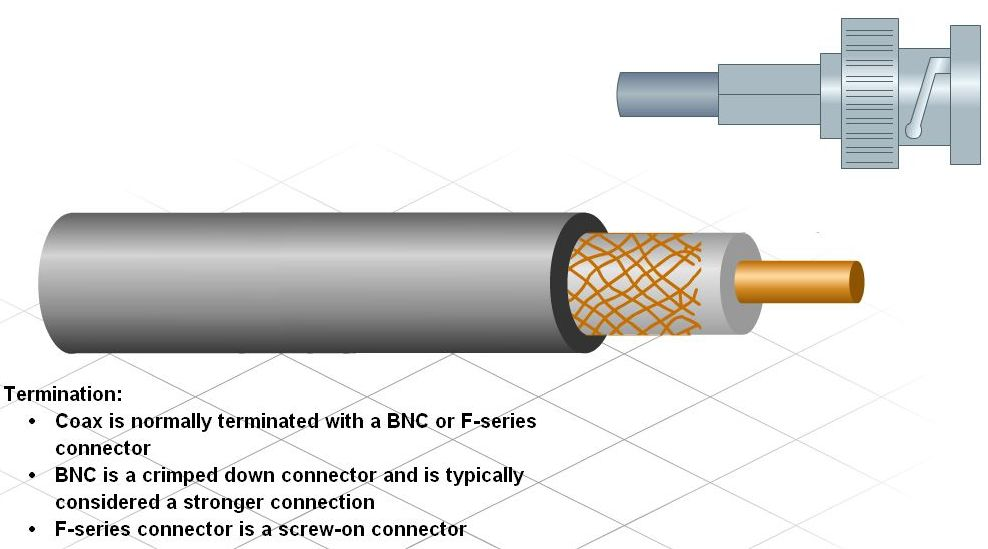 Termination:
• Coax is normally terminated with a BNC or F-series
connector
• BNC is a crimped down connector and is typically
considered a stronger connection
• F-series connector is a screw-on connector